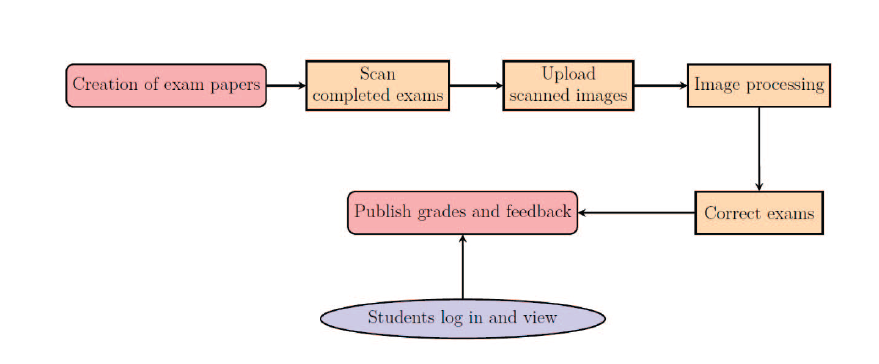 Creation of exam papers
Scan
completed exams
Upload
scanned images
Image processing
Publish grades and feedback
Correct exams
Students log in and view